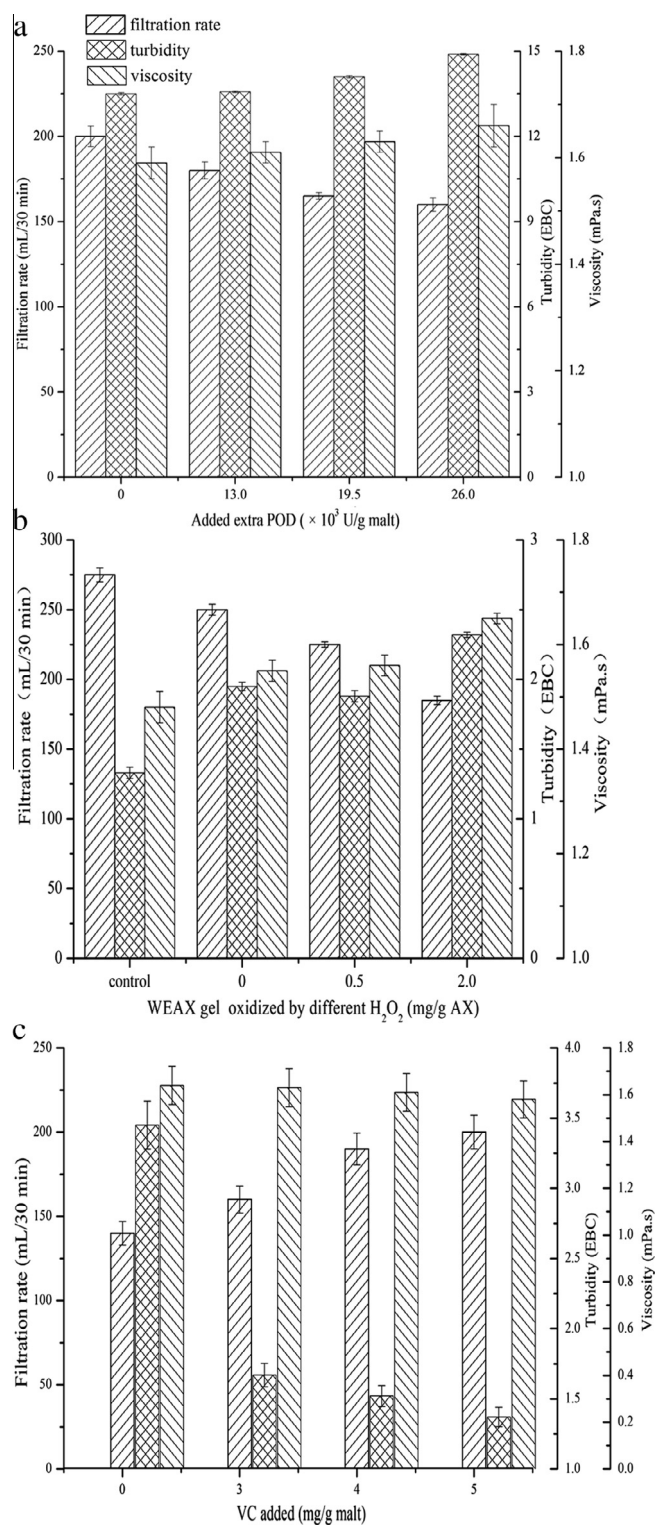 a
filtration rate
turbidity
viscosity
250
200
150
100
50
0
Filtration rate (mL/30 min)
15
12
9
6
3
0
Turbidity (EBC)
1.8
1.6
1.4
1.2
1.0
Viscosity (mPa.s)
0 13.0 19.5 26.0
Added extra POD ( × 10³ U/g malt)
b
300
250
200
150
100
50
0
Filtration rate (mL/30 min)
3
2
1
0
Turbidity (EBC)
1.8
1.6
1.4
1.2
1.0
Viscosity (mPa.s)
control 0 0.5 2.0
WEAX gel oxidized by different H₂O₂ (mg/g AX)
c
250
200
150
100
50
0
Filtration rate (mL/30 min)
4.0
3.5
3.0
2.5
2.0
1.5
1.0
Turbidity (EBC)
1.8
1.6
1.4
1.2
1.0
0.8
0.6
0.4
0.2
0.0
Viscosity (mPa.s)
0 3 4 5
VC added (mg/g malt)